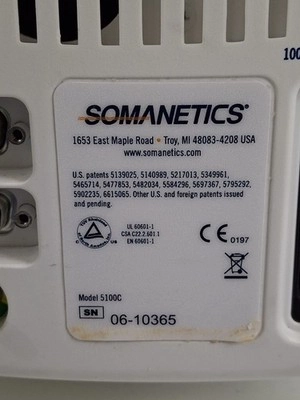 SOMANETICS®
1653 East Maple Road • Troy, MI 48083-4208 USA
www.somanetics.com
U.S. patents 5139025, 5140989, 5217013, 5349961,
5465714, 5477853, 5482034, 5584296, 5697367, 5795292,
5902235, 6615065. Other U.S. and foreign patents issued
and pending.
UL 60601-1
CSA C22.2.601.1
EN 60601-1
CE 0197
Model 5100C
SN 06-10365
100